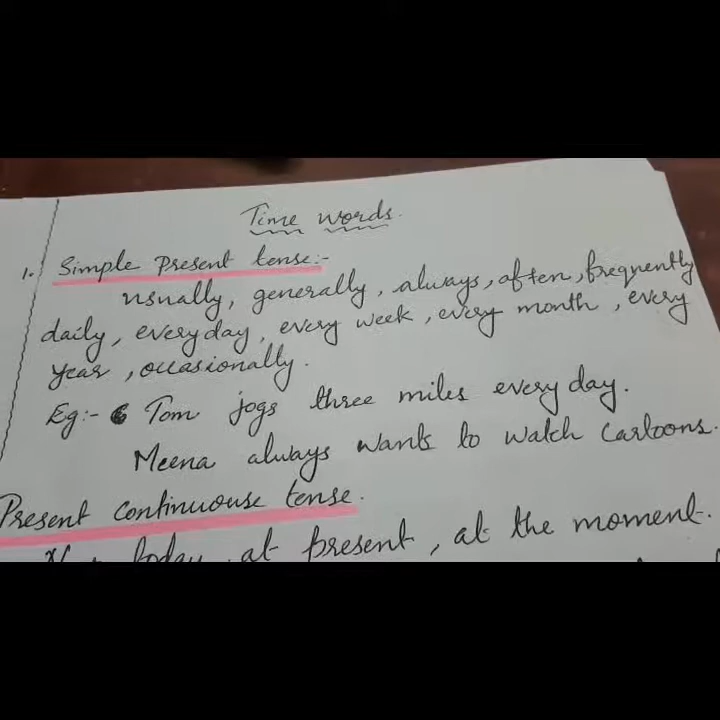 Time words.
1. Simple present tense:-
usually, generally, always, often, frequently
daily, everyday, every week, every month, every
year, occasionally.
Eg:- Tom jogs three miles every day.
Meena always wants to watch cartoons.
Present continuouse tense.
today, at present, at the moment.